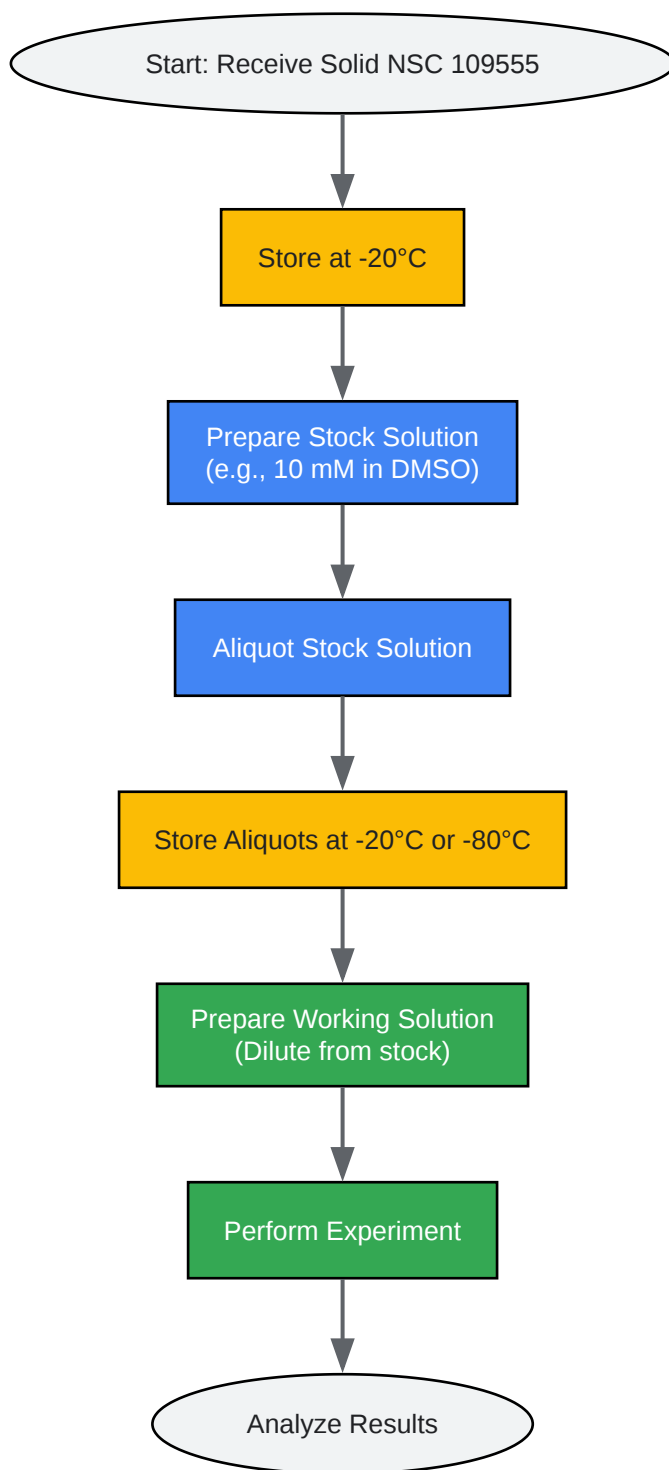 Start: Receive Solid NSC 109555
Store at -20°C
Prepare Stock Solution
(e.g., 10 mM in DMSO)
Aliquot Stock Solution
Store Aliquots at -20°C or -80°C
Prepare Working Solution
(Dilute from stock)
Perform Experiment
Analyze Results